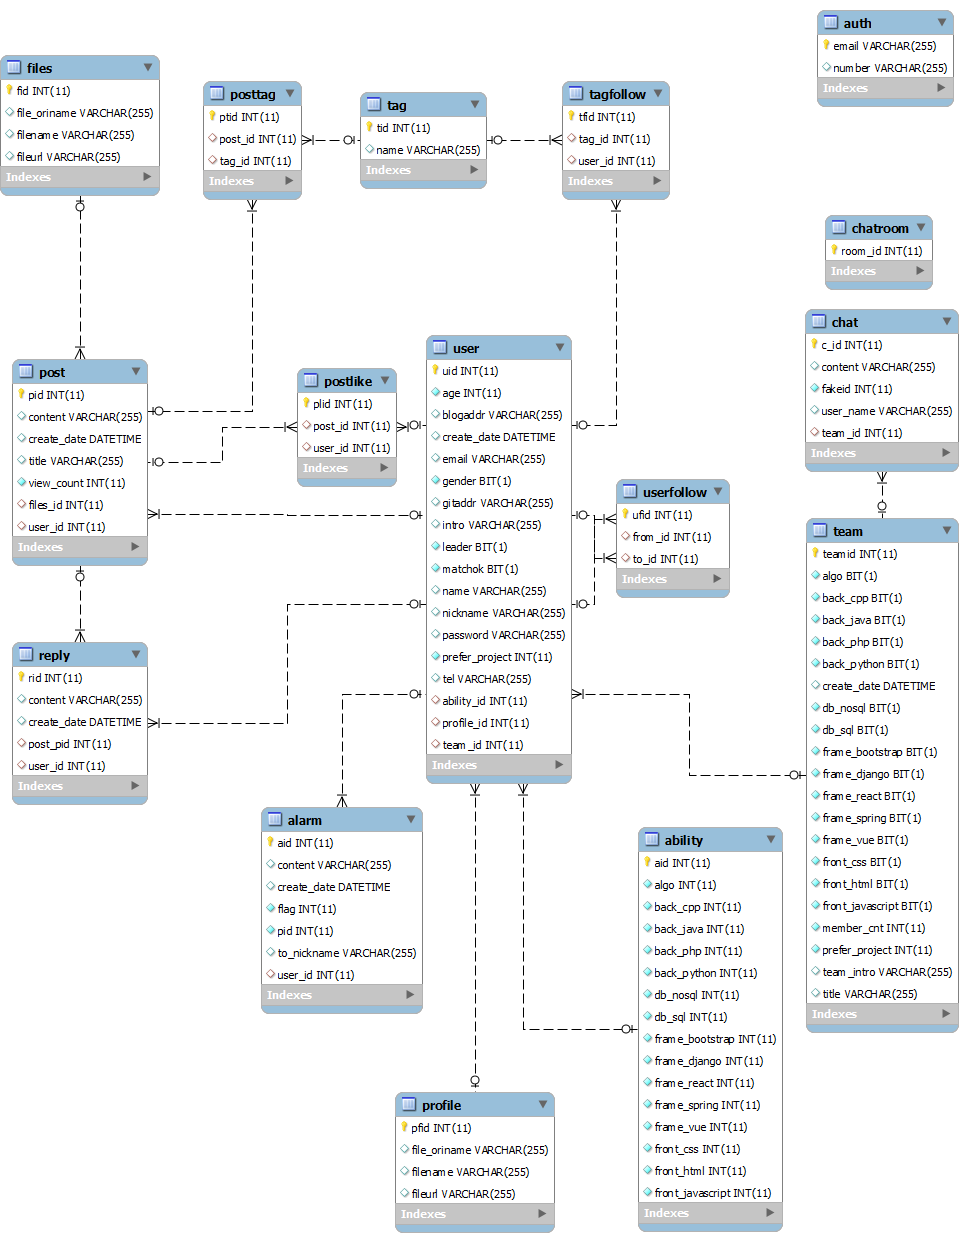 auth
email VARCHAR(255)
number VARCHAR(255)
Indexes
files
fid INT(11)
file_oriname VARCHAR(255)
filename VARCHAR(255)
fileurl VARCHAR(255)
Indexes
posttag
ptid INT(11)
post_id INT(11)
tag_id INT(11)
Indexes
tag
tid INT(11)
name VARCHAR(255)
Indexes
tagfollow
tfid INT(11)
tag_id INT(11)
user_id INT(11)
Indexes
chatroom
room_id INT(11)
Indexes
chat
c_id INT(11)
content VARCHAR(255)
fakeid INT(11)
user_name VARCHAR(255)
team_id INT(11)
Indexes
post
pid INT(11)
content VARCHAR(255)
create_date DATETIME
title VARCHAR(255)
view_count INT(11)
files_id INT(11)
user_id INT(11)
Indexes
postlike
plid INT(11)
post_id INT(11)
user_id INT(11)
Indexes
user
uid INT(11)
age INT(11)
blogaddr VARCHAR(255)
create_date DATETIME
email VARCHAR(255)
gender BIT(1)
gitaddr VARCHAR(255)
intro VARCHAR(255)
leader BIT(1)
matchok BIT(1)
name VARCHAR(255)
nickname VARCHAR(255)
password VARCHAR(255)
prefer_project INT(11)
tel VARCHAR(255)
ability_id INT(11)
profile_id INT(11)
team_id INT(11)
Indexes
userfollow
ufid INT(11)
from_id INT(11)
to_id INT(11)
Indexes
team
teamid INT(11)
algo BIT(1)
back_cpp BIT(1)
back_java BIT(1)
back_php BIT(1)
back_python BIT(1)
create_date DATETIME
db_nosql BIT(1)
db_sql BIT(1)
frame_bootstrap BIT(1)
frame_django BIT(1)
frame_react BIT(1)
frame_spring BIT(1)
frame_vue BIT(1)
front_css BIT(1)
front_html BIT(1)
front_javascript BIT(1)
member_cnt INT(11)
prefer_project INT(11)
team_intro VARCHAR(255)
title VARCHAR(255)
Indexes
reply
rid INT(11)
content VARCHAR(255)
create_date DATETIME
post_pid INT(11)
user_id INT(11)
Indexes
alarm
aid INT(11)
content VARCHAR(255)
create_date DATETIME
flag INT(11)
pid INT(11)
to_nickname VARCHAR(255)
user_id INT(11)
Indexes
ability
aid INT(11)
algo INT(11)
back_cpp INT(11)
back_java INT(11)
back_php INT(11)
back_python INT(11)
db_nosql INT(11)
db_sql INT(11)
frame_bootstrap INT(11)
frame_django INT(11)
frame_react INT(11)
frame_spring INT(11)
frame_vue INT(11)
front_css INT(11)
front_html INT(11)
front_javascript INT(11)
Indexes
profile
pfid INT(11)
file_oriname VARCHAR(255)
filename VARCHAR(255)
fileurl VARCHAR(255)
Indexes